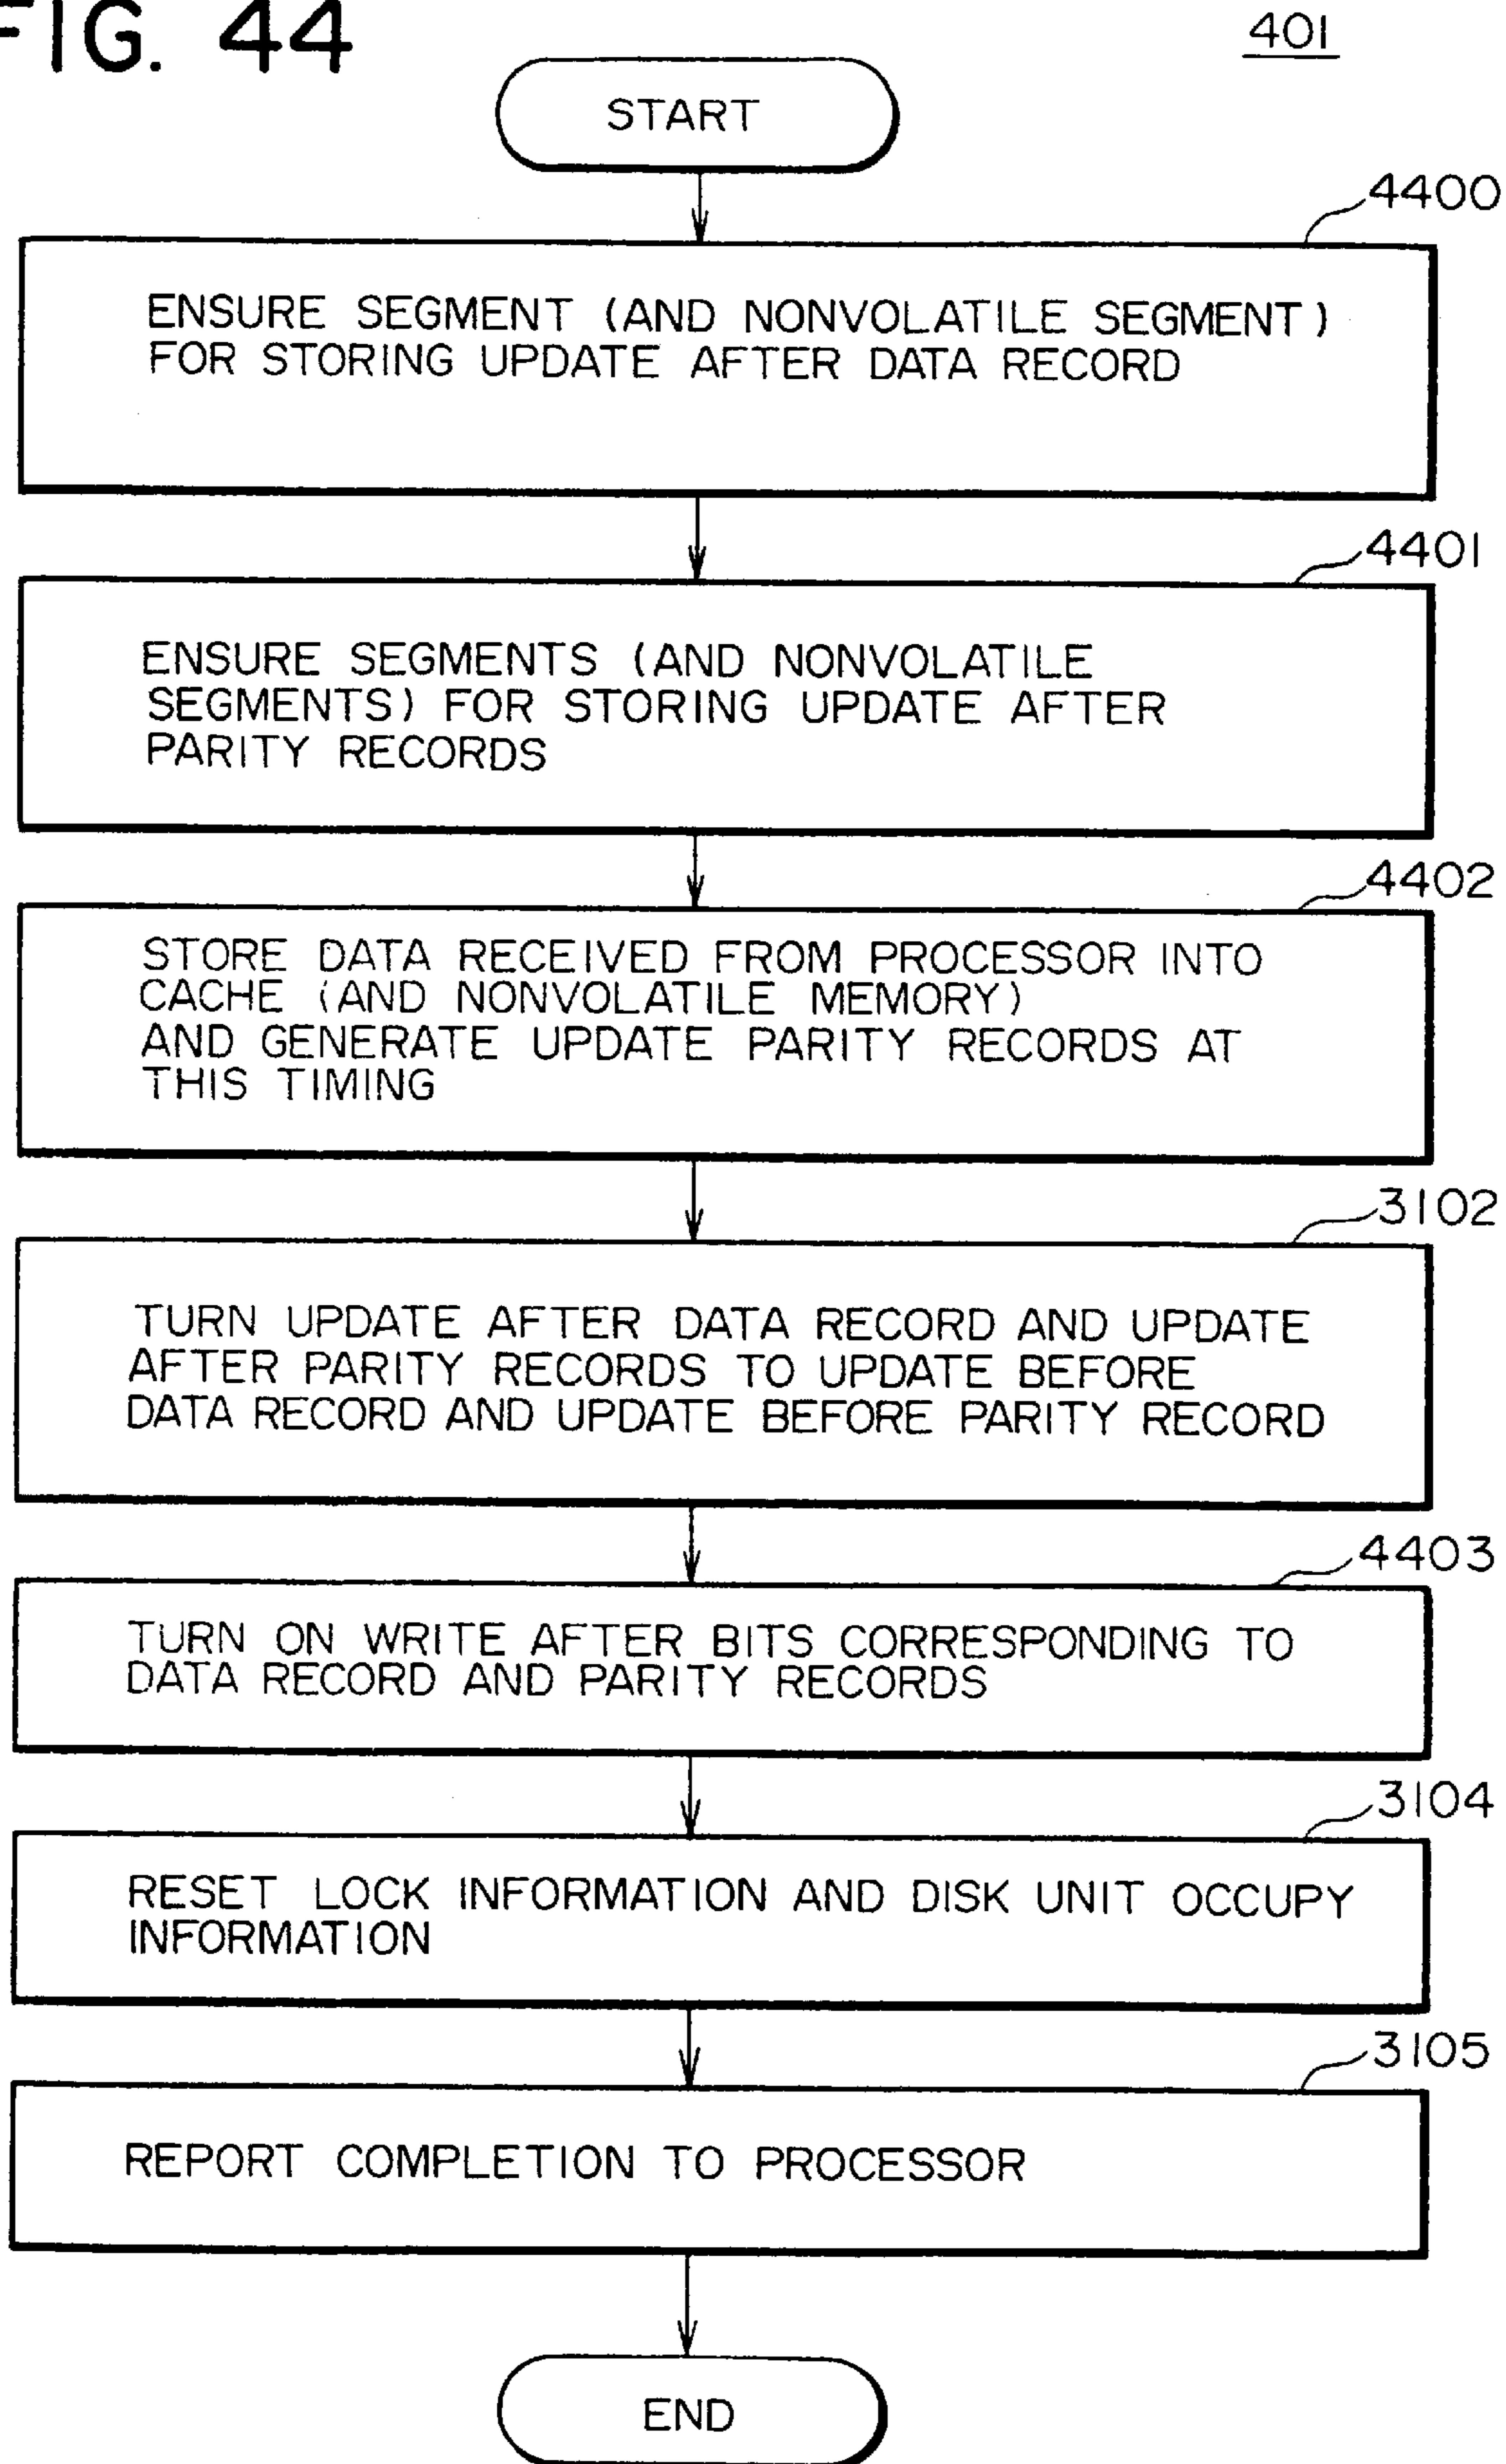 FIG. 44
401
START
4400
ENSURE SEGMENT (AND NONVOLATILE SEGMENT)
FOR STORING UPDATE AFTER DATA RECORD
4401
ENSURE SEGMENTS (AND NONVOLATILE
SEGMENTS) FOR STORING UPDATE AFTER
PARITY RECORDS
4402
STORE DATA RECEIVED FROM PROCESSOR INTO
CACHE (AND NONVOLATILE MEMORY)
AND GENERATE UPDATE PARITY RECORDS AT
THIS TIMING
3102
TURN UPDATE AFTER DATA RECORD AND UPDATE
AFTER PARITY RECORDS TO UPDATE BEFORE
DATA RECORD AND UPDATE BEFORE PARITY RECORD
4403
TURN ON WRITE AFTER BITS CORRESPONDING TO
DATA RECORD AND PARITY RECORDS
3104
RESET LOCK INFORMATION AND DISK UNIT OCCUPY
INFORMATION
3105
REPORT COMPLETION TO PROCESSOR
END